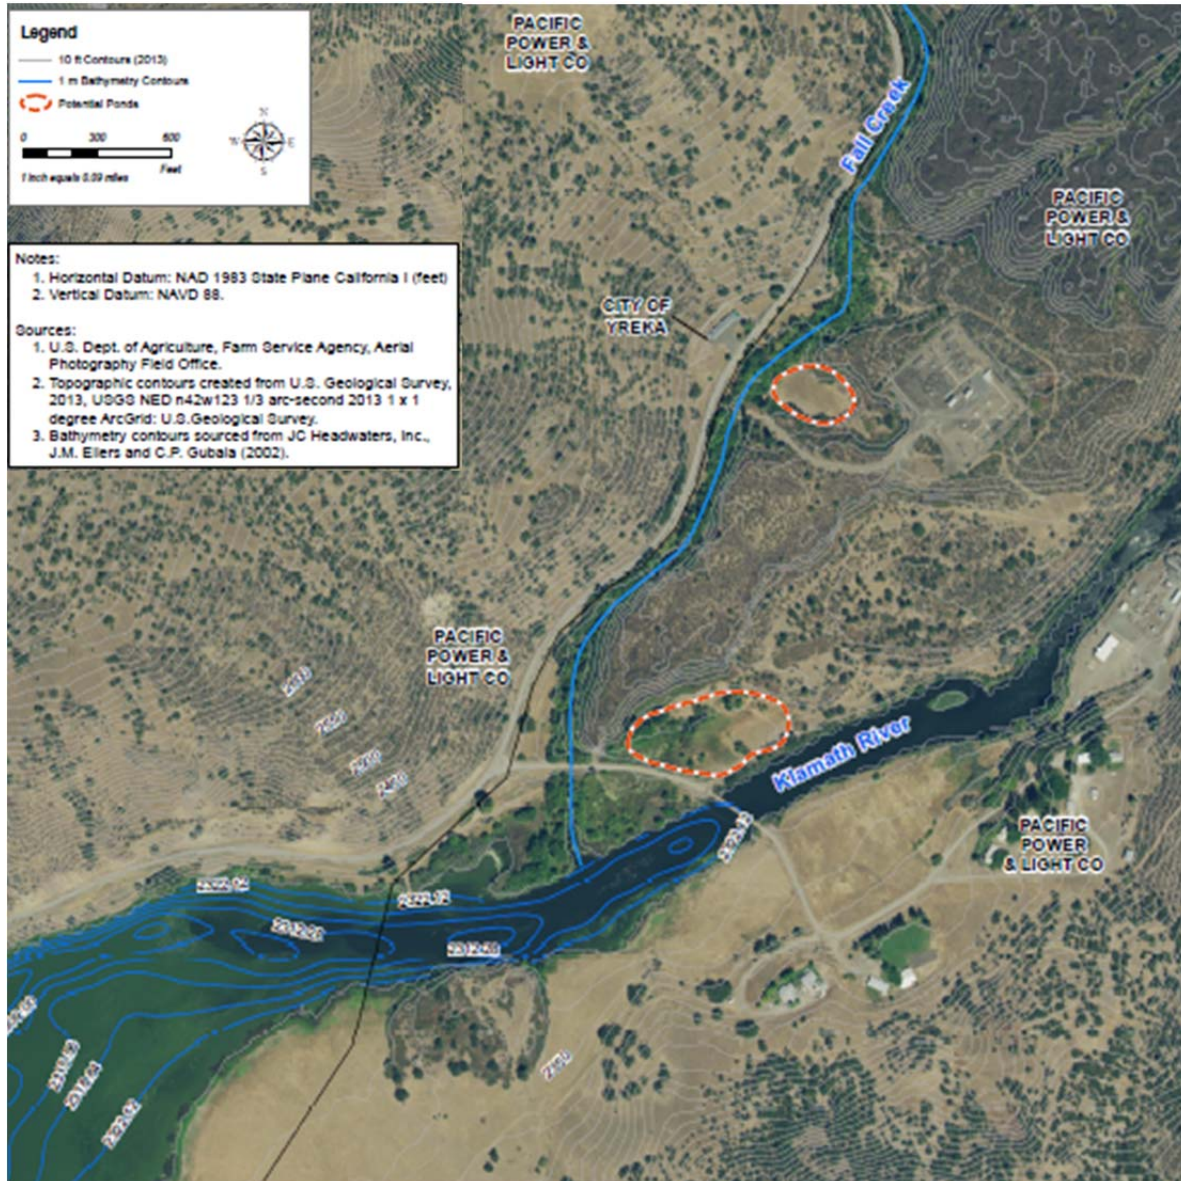 PACIFIC
POWER &
LIGHT CO
Legend
10 ft Contours (2013)
1 m Bathymetry Contours
Potential Ponds
N
W
E
S
0 300 600
Feet
1 inch equals 0.09 miles
Fall Creek
PACIFIC
POWER &
LIGHT CO
Notes:
1. Horizontal Datum: NAD 1983 State Plane California I (feet)
2. Vertical Datum: NAVD 88.
Sources:
1. U.S. Dept. of Agriculture, Farm Service Agency, Aerial
Photography Field Office.
2. Topographic contours created from U.S. Geological Survey,
2013, USGS NED n42w123 1/3 arc-second 2013 1 x 1
degree ArcGrid: U.S.Geological Survey.
3. Bathymetry contours sourced from JC Headwaters, Inc.,
J.M. Eilers and C.P. Gubala (2002).
CITY OF
YREKA
PACIFIC
POWER &
LIGHT CO
Klamath River
PACIFIC
POWER
& LIGHT CO
2322.12
2312.28